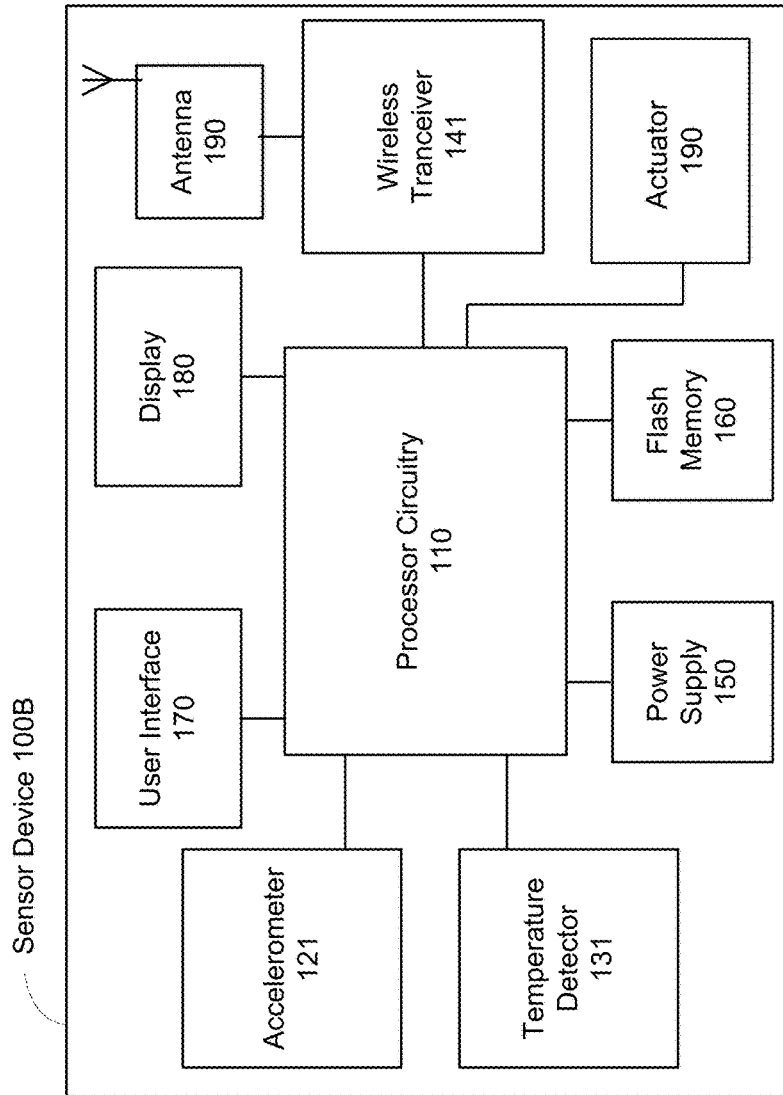 Sensor Device 100B
User Interface
170
Display
180
Antenna
190
Accelerometer
121
Processor Circuitry
110
Wireless
Tranceiver
141
Temperature
Detector
131
Power
Supply
150
Flash
Memory
160
Actuator
190